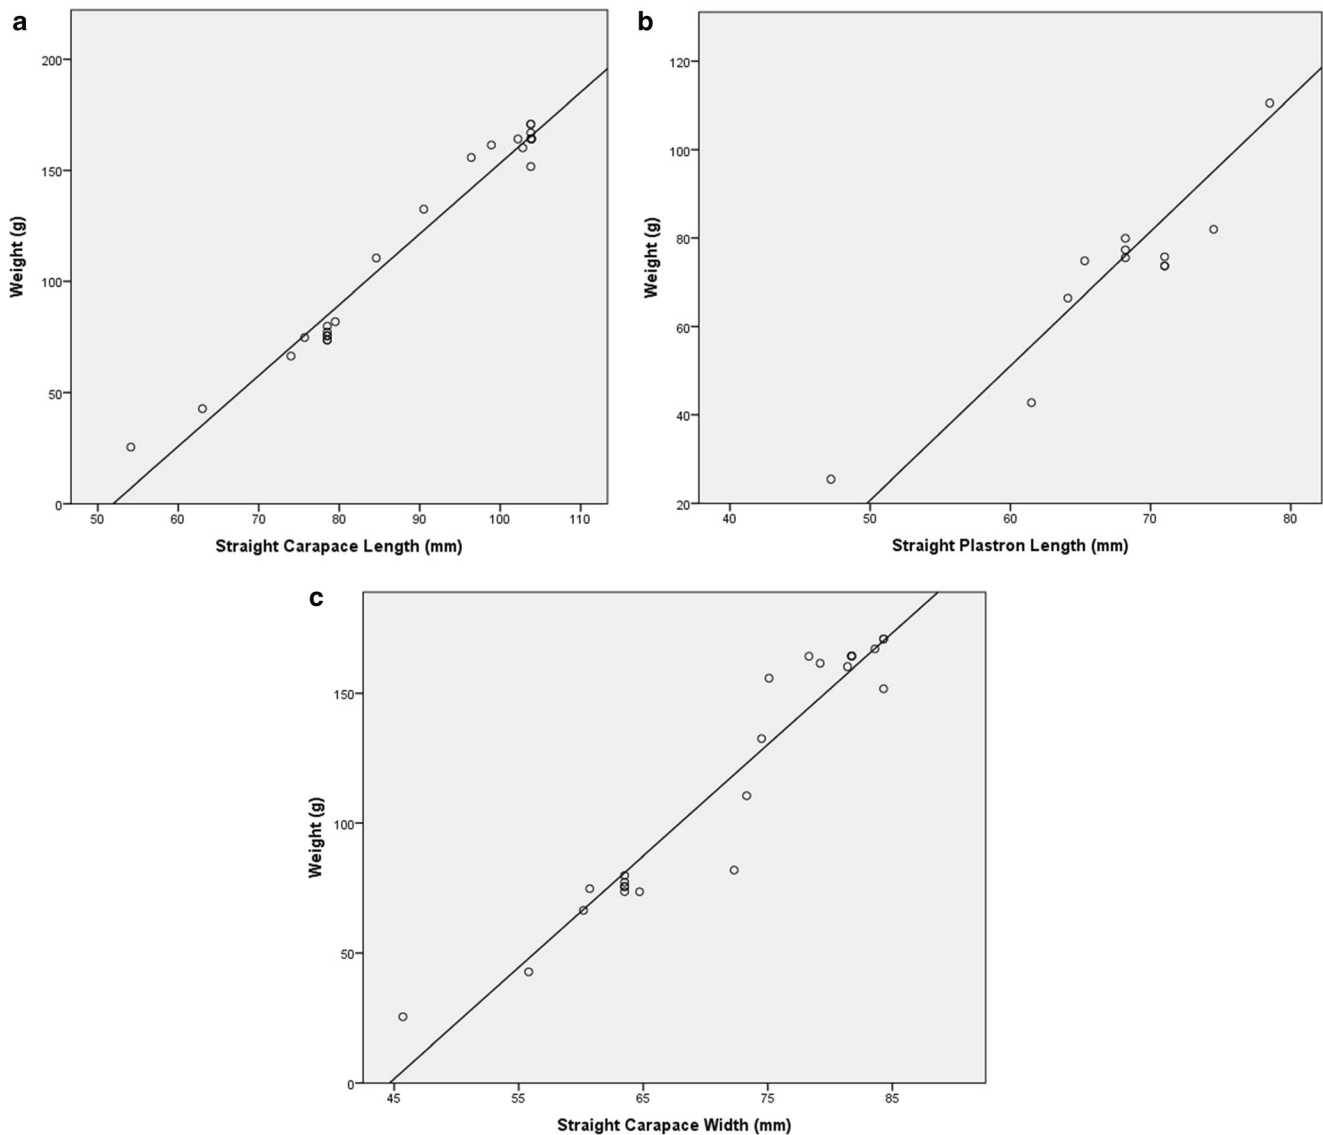 a
200
150
100
50
0
Weight (g)
50 60 70 80 90 100 110
Straight Carapace Length (mm)
b
120
100
80
60
40
20
Weight (g)
40 50 60 70 80
Straight Plastron Length (mm)
c
150
100
50
0
Weight (g)
45 55 65 75 85
Straight Carapace Width (mm)